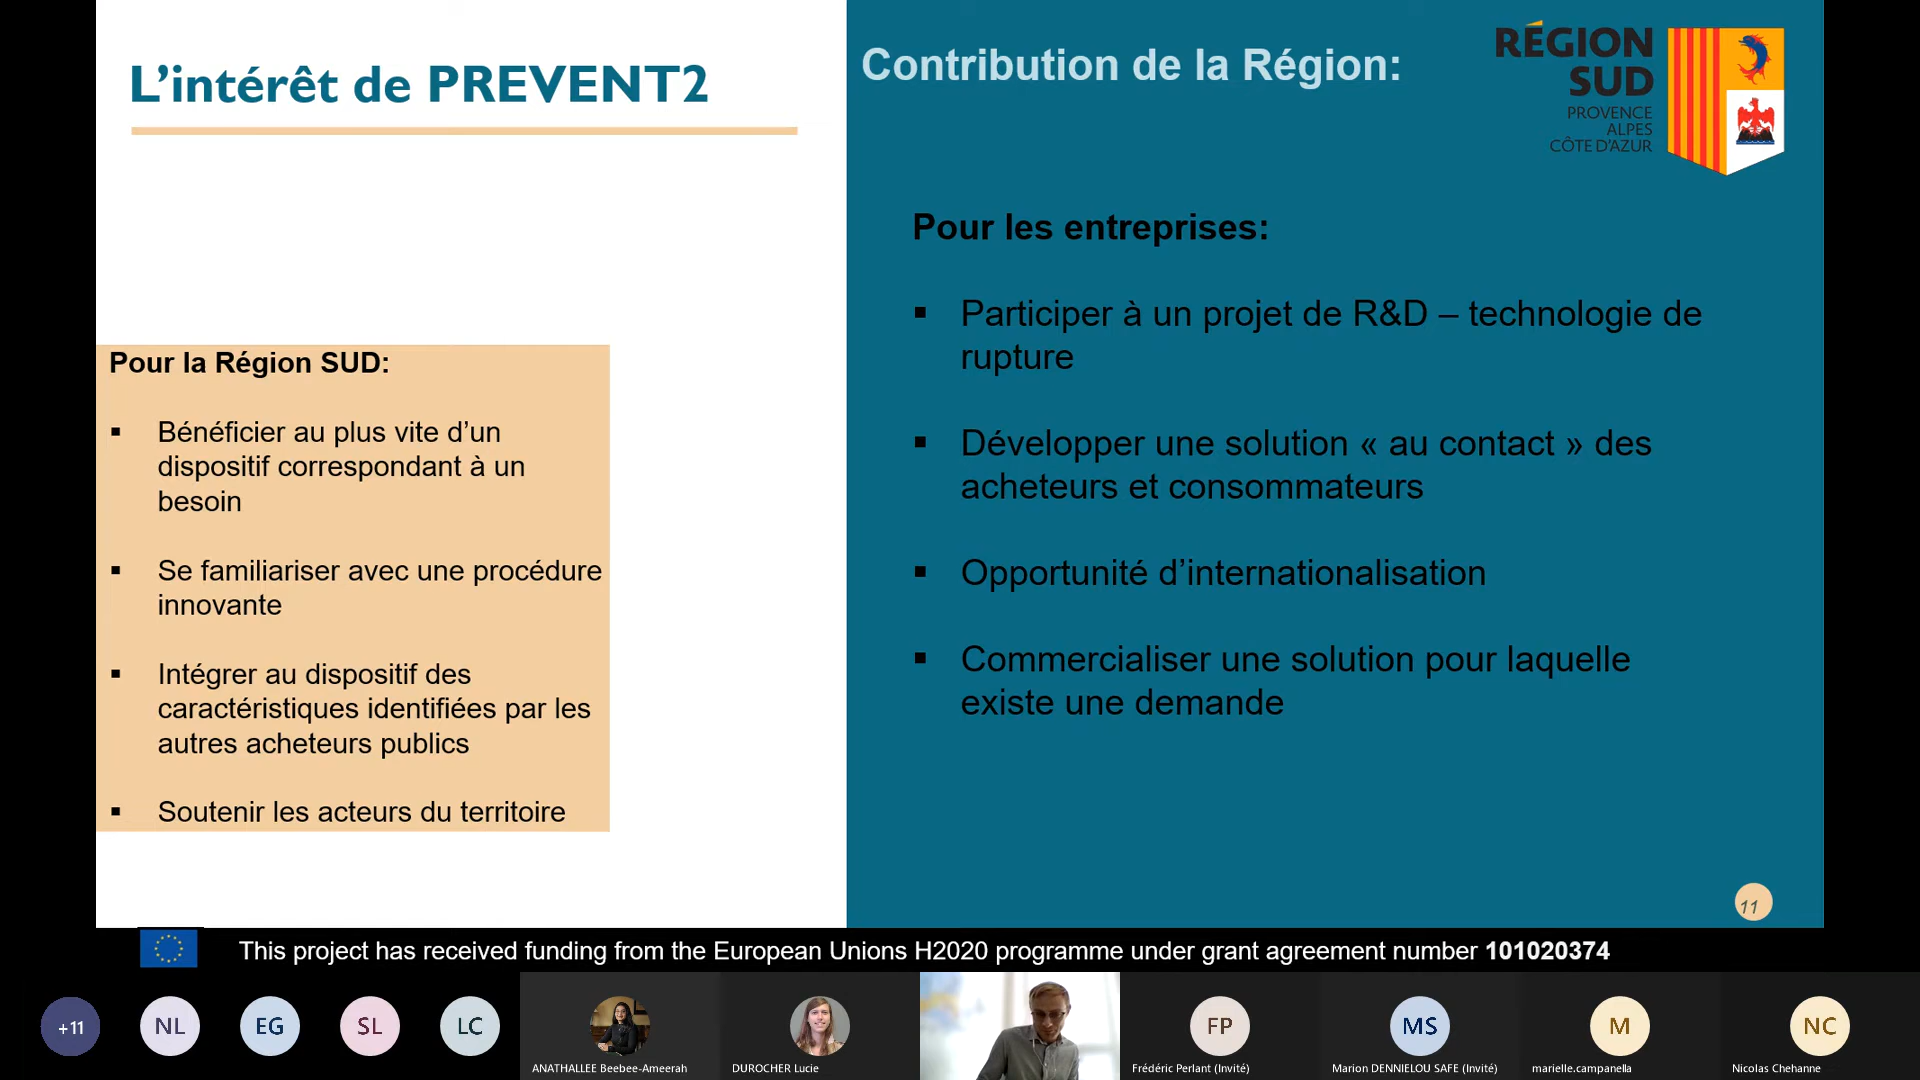 L’intérêt de PREVENT2
Pour la Région SUD:
▪ Bénéficier au plus vite d’un
dispositif correspondant à un
besoin
▪ Se familiariser avec une procédure
innovante
▪ Intégrer au dispositif des
caractéristiques identifiées par les
autres acheteurs publics
▪ Soutenir les acteurs du territoire
Contribution de la Région:
RÉGION
SUD
PROVENCE
ALPES
CÔTE D’AZUR
Pour les entreprises:
▪ Participer à un projet de R&D – technologie de
rupture
▪ Développer une solution « au contact » des
acheteurs et consommateurs
▪ Opportunité d’internationalisation
▪ Commercialiser une solution pour laquelle
existe une demande
11
This project has received funding from the European Unions H2020 programme under grant agreement number 101020374
+11
NL
EG
SL
LC
ANATHALLEE Beebee-Ameerah
DUROCHER Lucie
FP
Frédéric Perlant (Invité)
MS
Marion DENNIELOU SAFE (Invité)
M
marielle.campanella
NC
Nicolas Chehanne